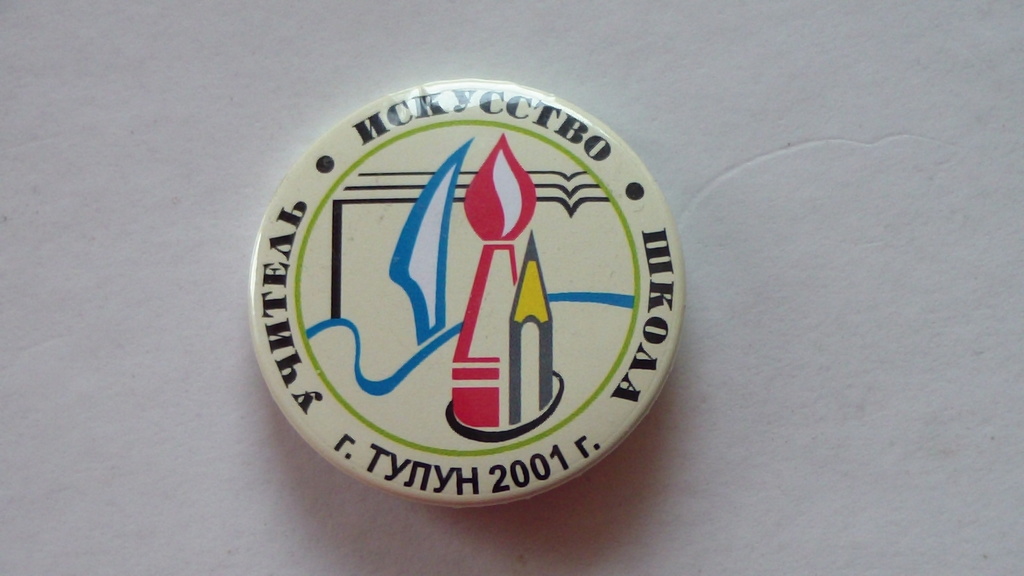 УЧИТЕЛЬ • ИСКУССТВО • ШКОЛА
г. ТУЛУН 2001 г.